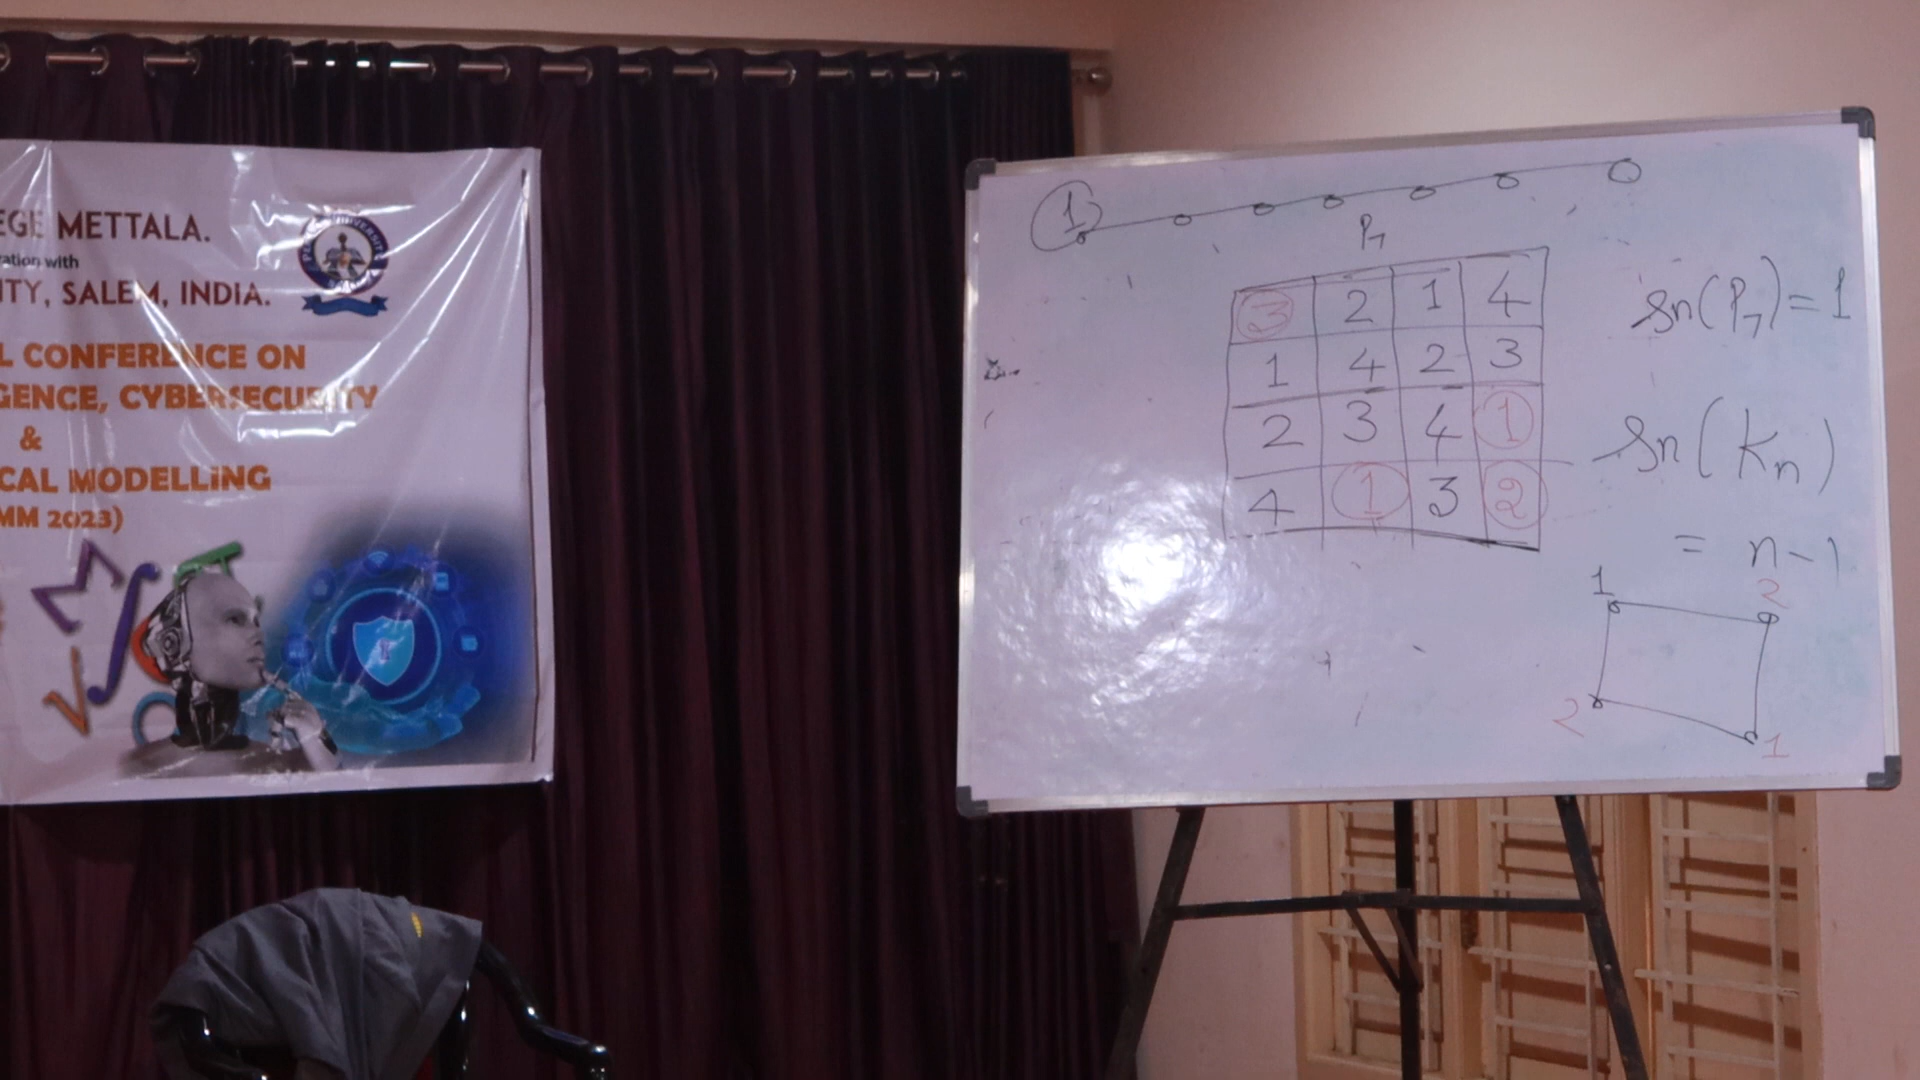 EGE METTALA.
ration with
ITY, SALEM, INDIA.
L CONFERENCE ON
GENCE, CYBERSECURITY
&
CAL MODELLING
MM 2023)
1
P7
3 2 1 4
1 4 2 3
2 3 4 1
4 1 3 2
sn(P7)=1
sn(Kn)
= n-1
1 2
2 1